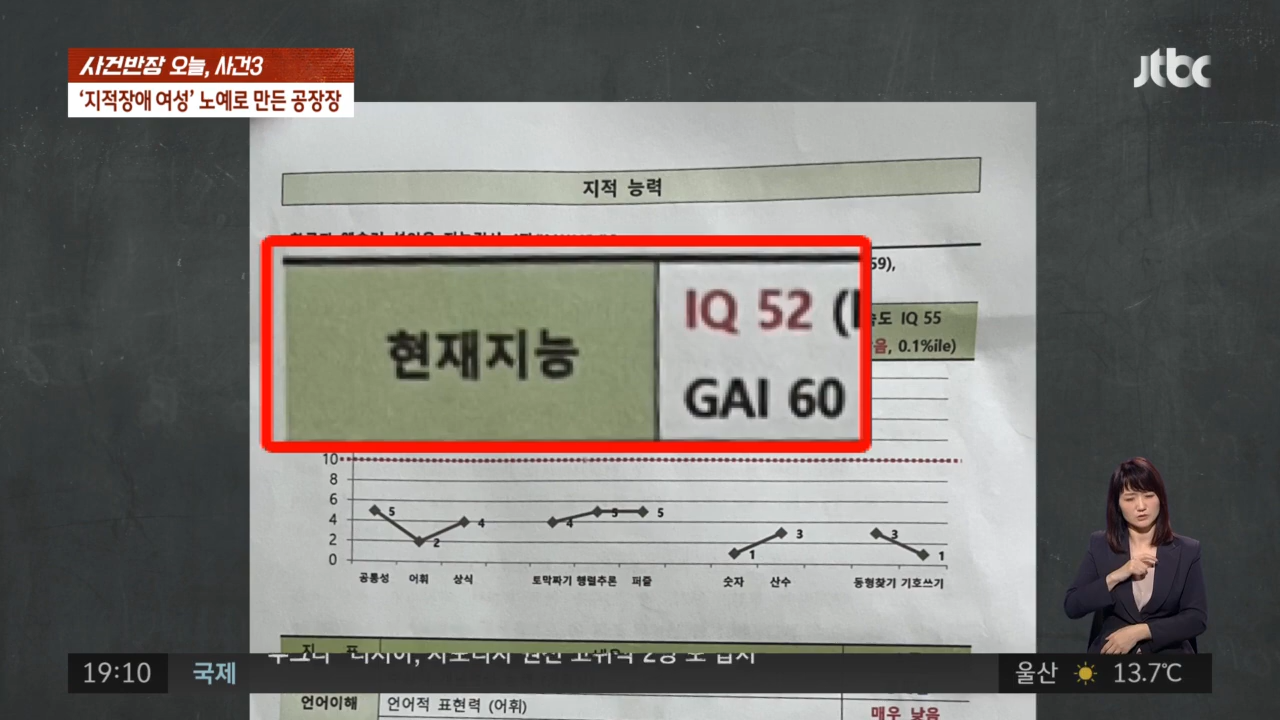 사건반장 오늘, 사건3
‘지적장애 여성’ 노예로 만든 공장장
jtbc
지적 능력
59),
현재지능
IQ 52
GAI 60
속도 IQ 55
음, 0.1%ile)
10
8
6
4
2
0
5
2
4
4
5
5
1
3
3
1
공통성 어휘 상식 토막짜기 행렬추론 퍼즐 숫자 산수 동형찾기 기호쓰기
지 표
언어이해
언어적 표현력 (어휘)
매우 낮음
19:10
국제
울산 13.7℃